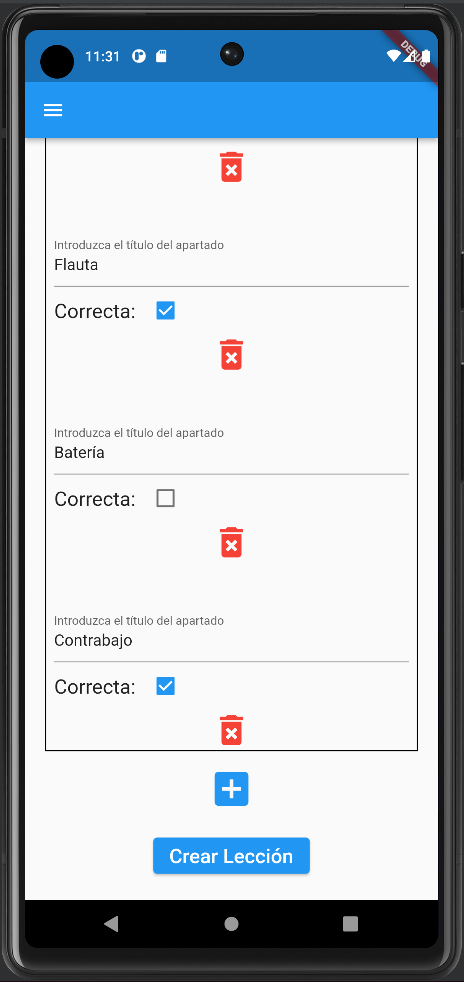 11:31
DEBUG
Introduzca el título del apartado
Flauta
Correcta:
Introduzca el título del apartado
Batería
Correcta:
Introduzca el título del apartado
Contrabajo
Correcta:
Crear Lección